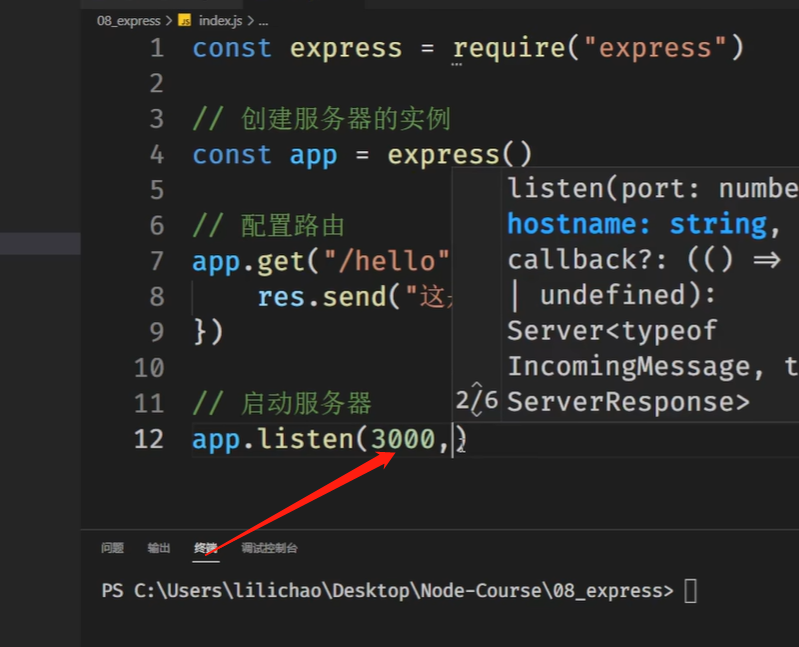 08_express > JS index.js > ...
1 const express = require("express")
2
3 // 创建服务器的实例
4 const app = express()
5
6 // 配置路由
7 app.get("/hello"
8 res.send("这
9 })
10
11 // 启动服务器
12 app.listen(3000,)
listen(port: numbe
hostname: string,
callback?: (() =>
| undefined):
Server<typeof
IncomingMessage, t
2/6 ServerResponse>
问题 输出 终端 调试控制台
PS C:\Users\lilichao\Desktop\Node-Course\08_express>